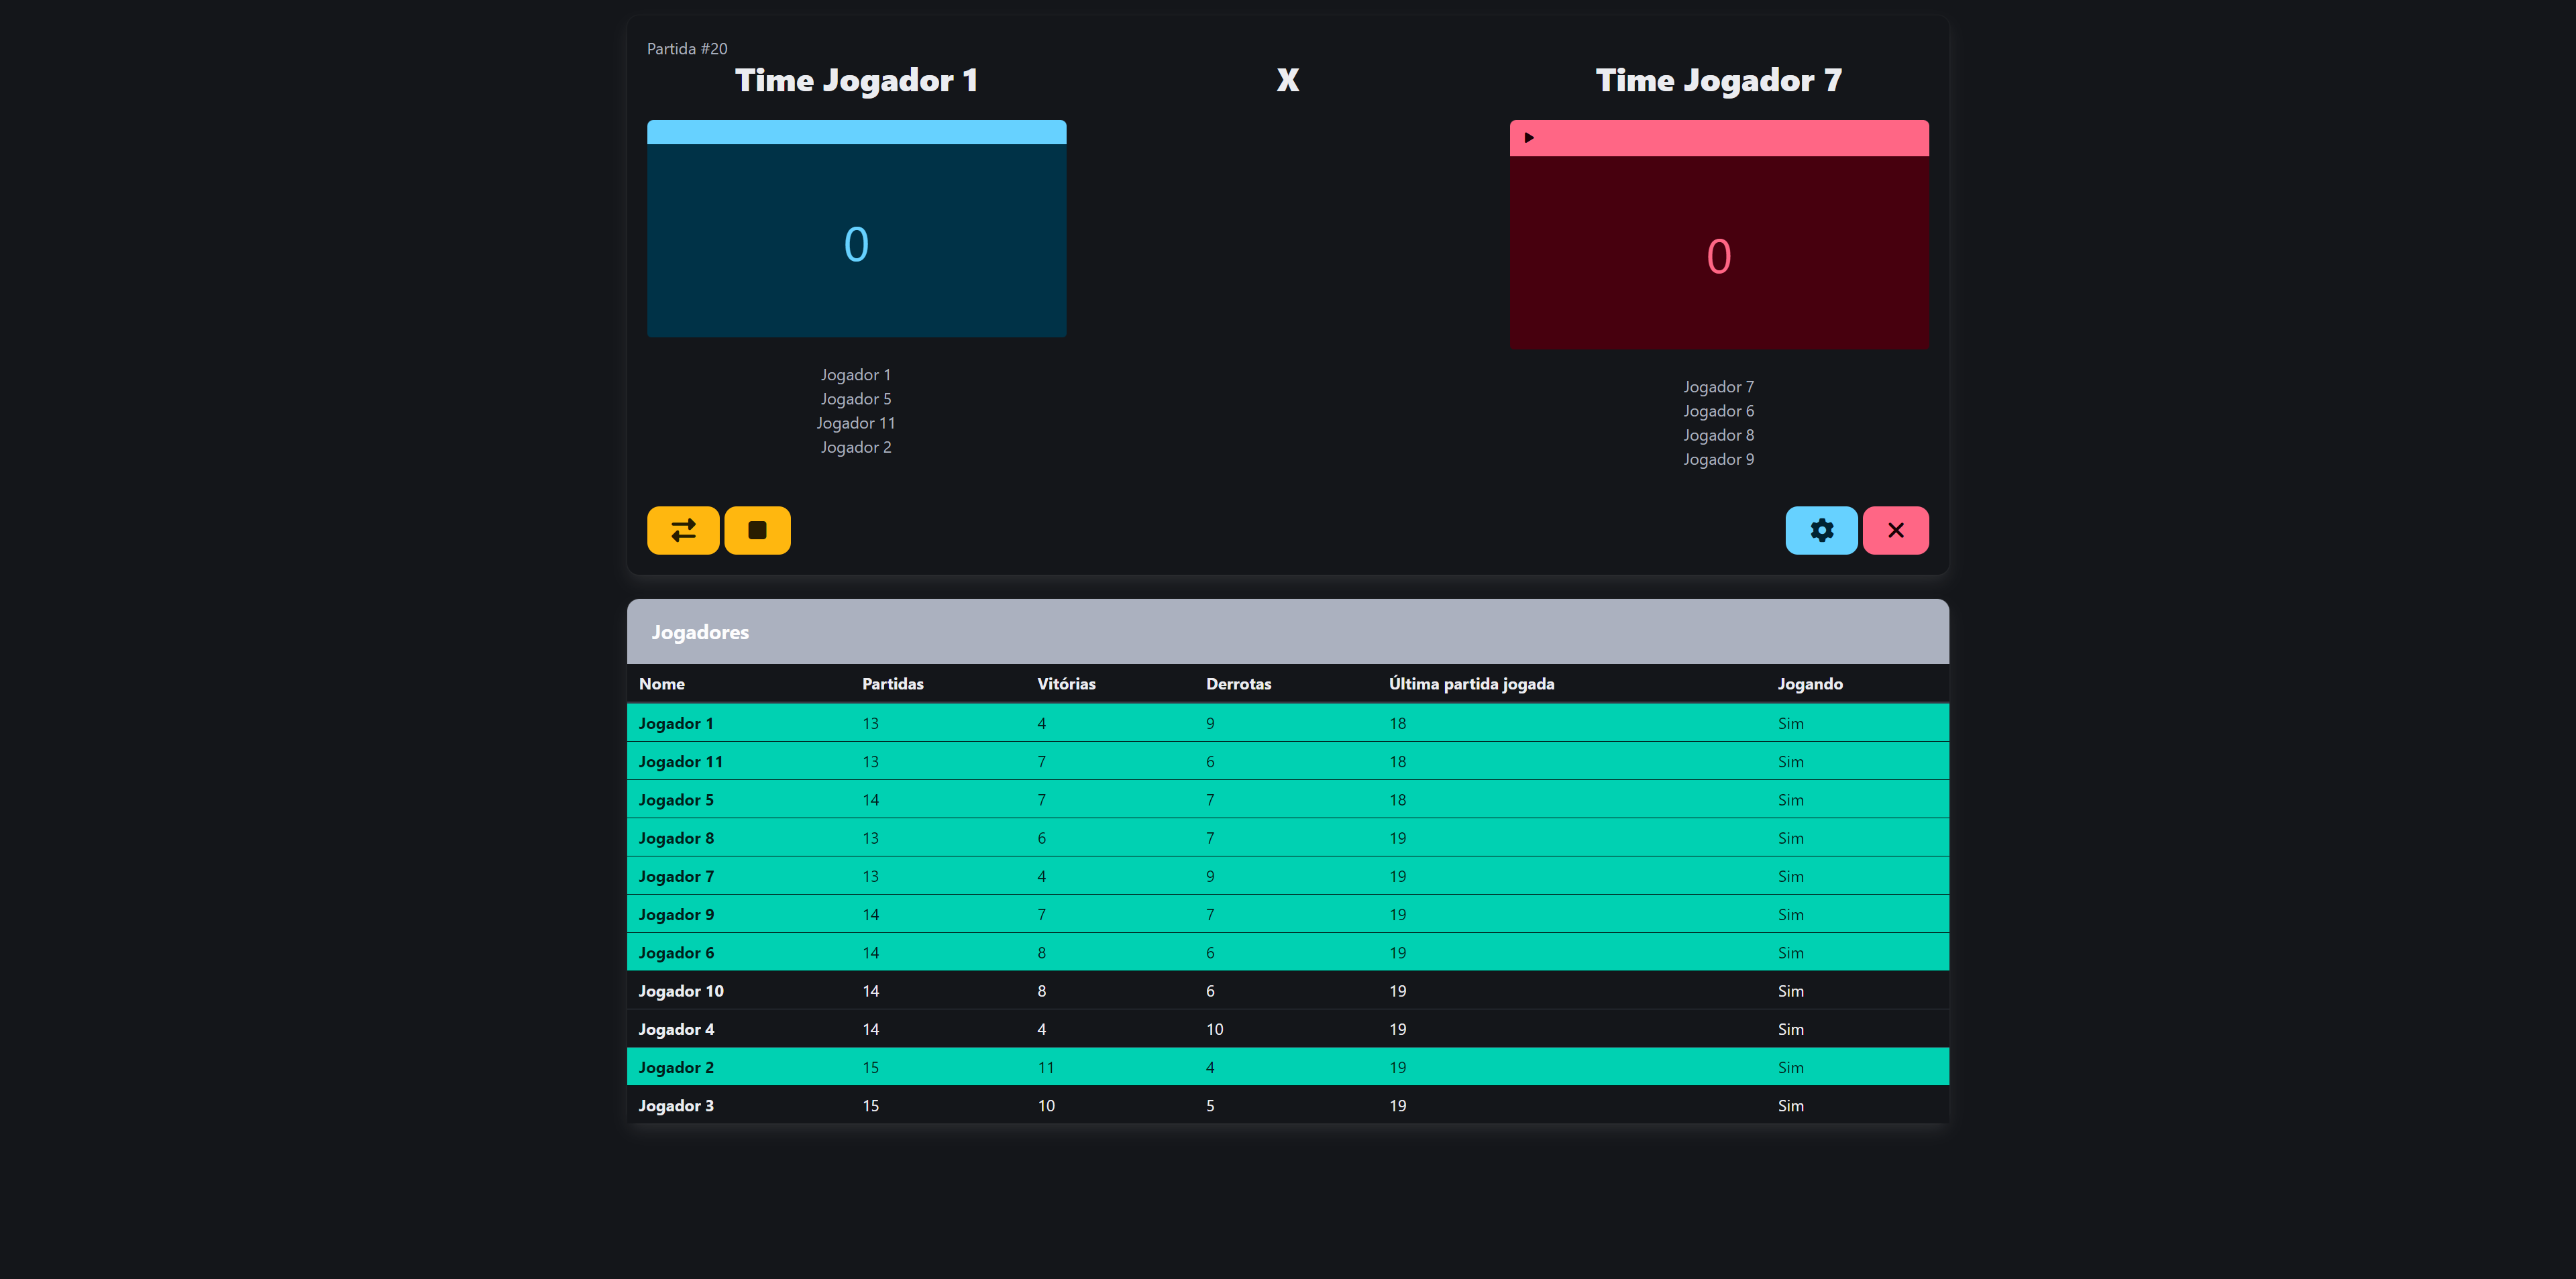 Partida #20
Time Jogador 1 X Time Jogador 7
0 0
Jogador 1
Jogador 5
Jogador 11
Jogador 2
Jogador 7
Jogador 6
Jogador 8
Jogador 9
Jogadores
Nome Partidas Vitórias Derrotas Última partida jogada Jogando
Jogador 1 13 4 9 18 Sim
Jogador 11 13 7 6 18 Sim
Jogador 5 14 7 7 18 Sim
Jogador 8 13 6 7 19 Sim
Jogador 7 13 4 9 19 Sim
Jogador 9 14 7 7 19 Sim
Jogador 6 14 8 6 19 Sim
Jogador 10 14 8 6 19 Sim
Jogador 4 14 4 10 19 Sim
Jogador 2 15 11 4 19 Sim
Jogador 3 15 10 5 19 Sim